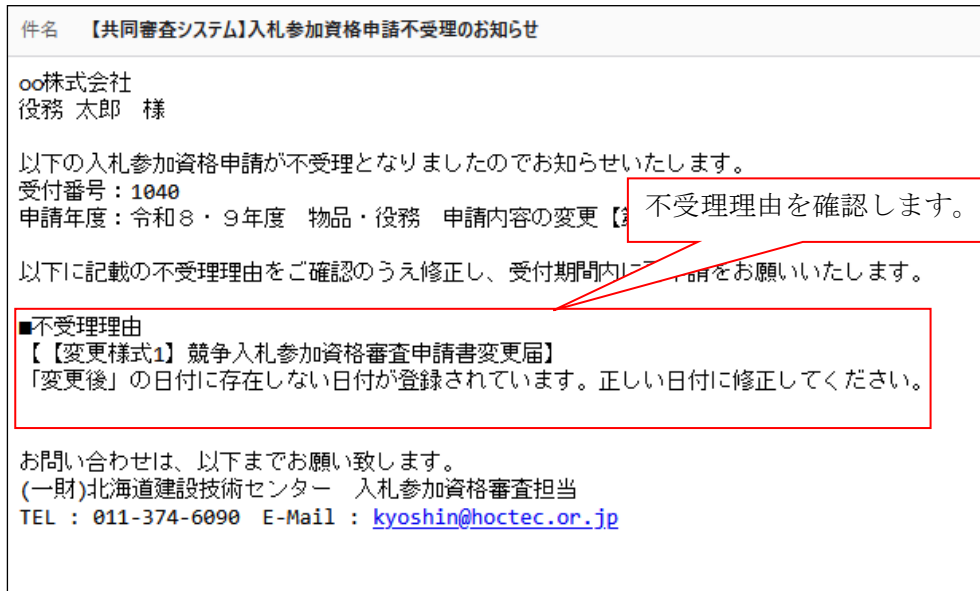 件名 【共同審査システム】入札参加資格申請不受理のお知らせ
oo株式会社
役務 太郎 様
以下の入札参加資格申請が不受理となりましたのでお知らせいたします。
受付番号：1040
申請年度：令和８・９年度 物品・役務 申請内容の変更【
不受理理由を確認します。
以下に記載の不受理理由をご確認のうえ修正し、受付期間内に 申請をお願いいたします。
■不受理理由
【【変更様式1】競争入札参加資格審査申請書変更届】
「変更後」の日付に存在しない日付が登録されています。正しい日付に修正してください。
お問い合わせは、以下までお願い致します。
(一財)北海道建設技術センター 入札参加資格審査担当
TEL : 011-374-6090 E-Mail : kyoshin@hoctec.or.jp